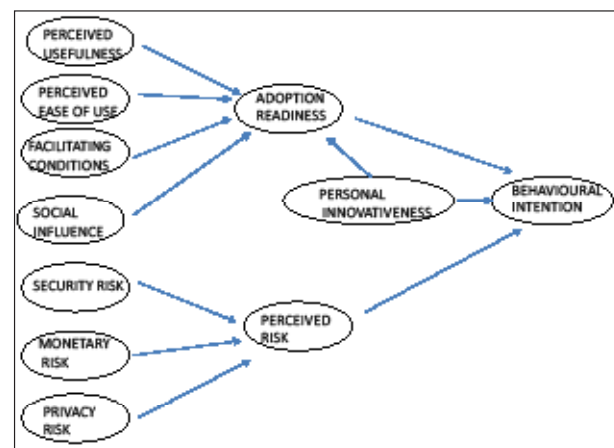 PERCEIVED
USEFULNESS
PERCEIVED
EASE OF USE
FACILITATING
CONDITIONS
SOCIAL
INFLUENCE
SECURITY RISK
MONETARY
RISK
PRIVACY
RISK
ADOPTION
READINESS
PERSONAL
INNOVATIVENESS
PERCEIVED
RISK
BEHAVIOURAL
INTENTION